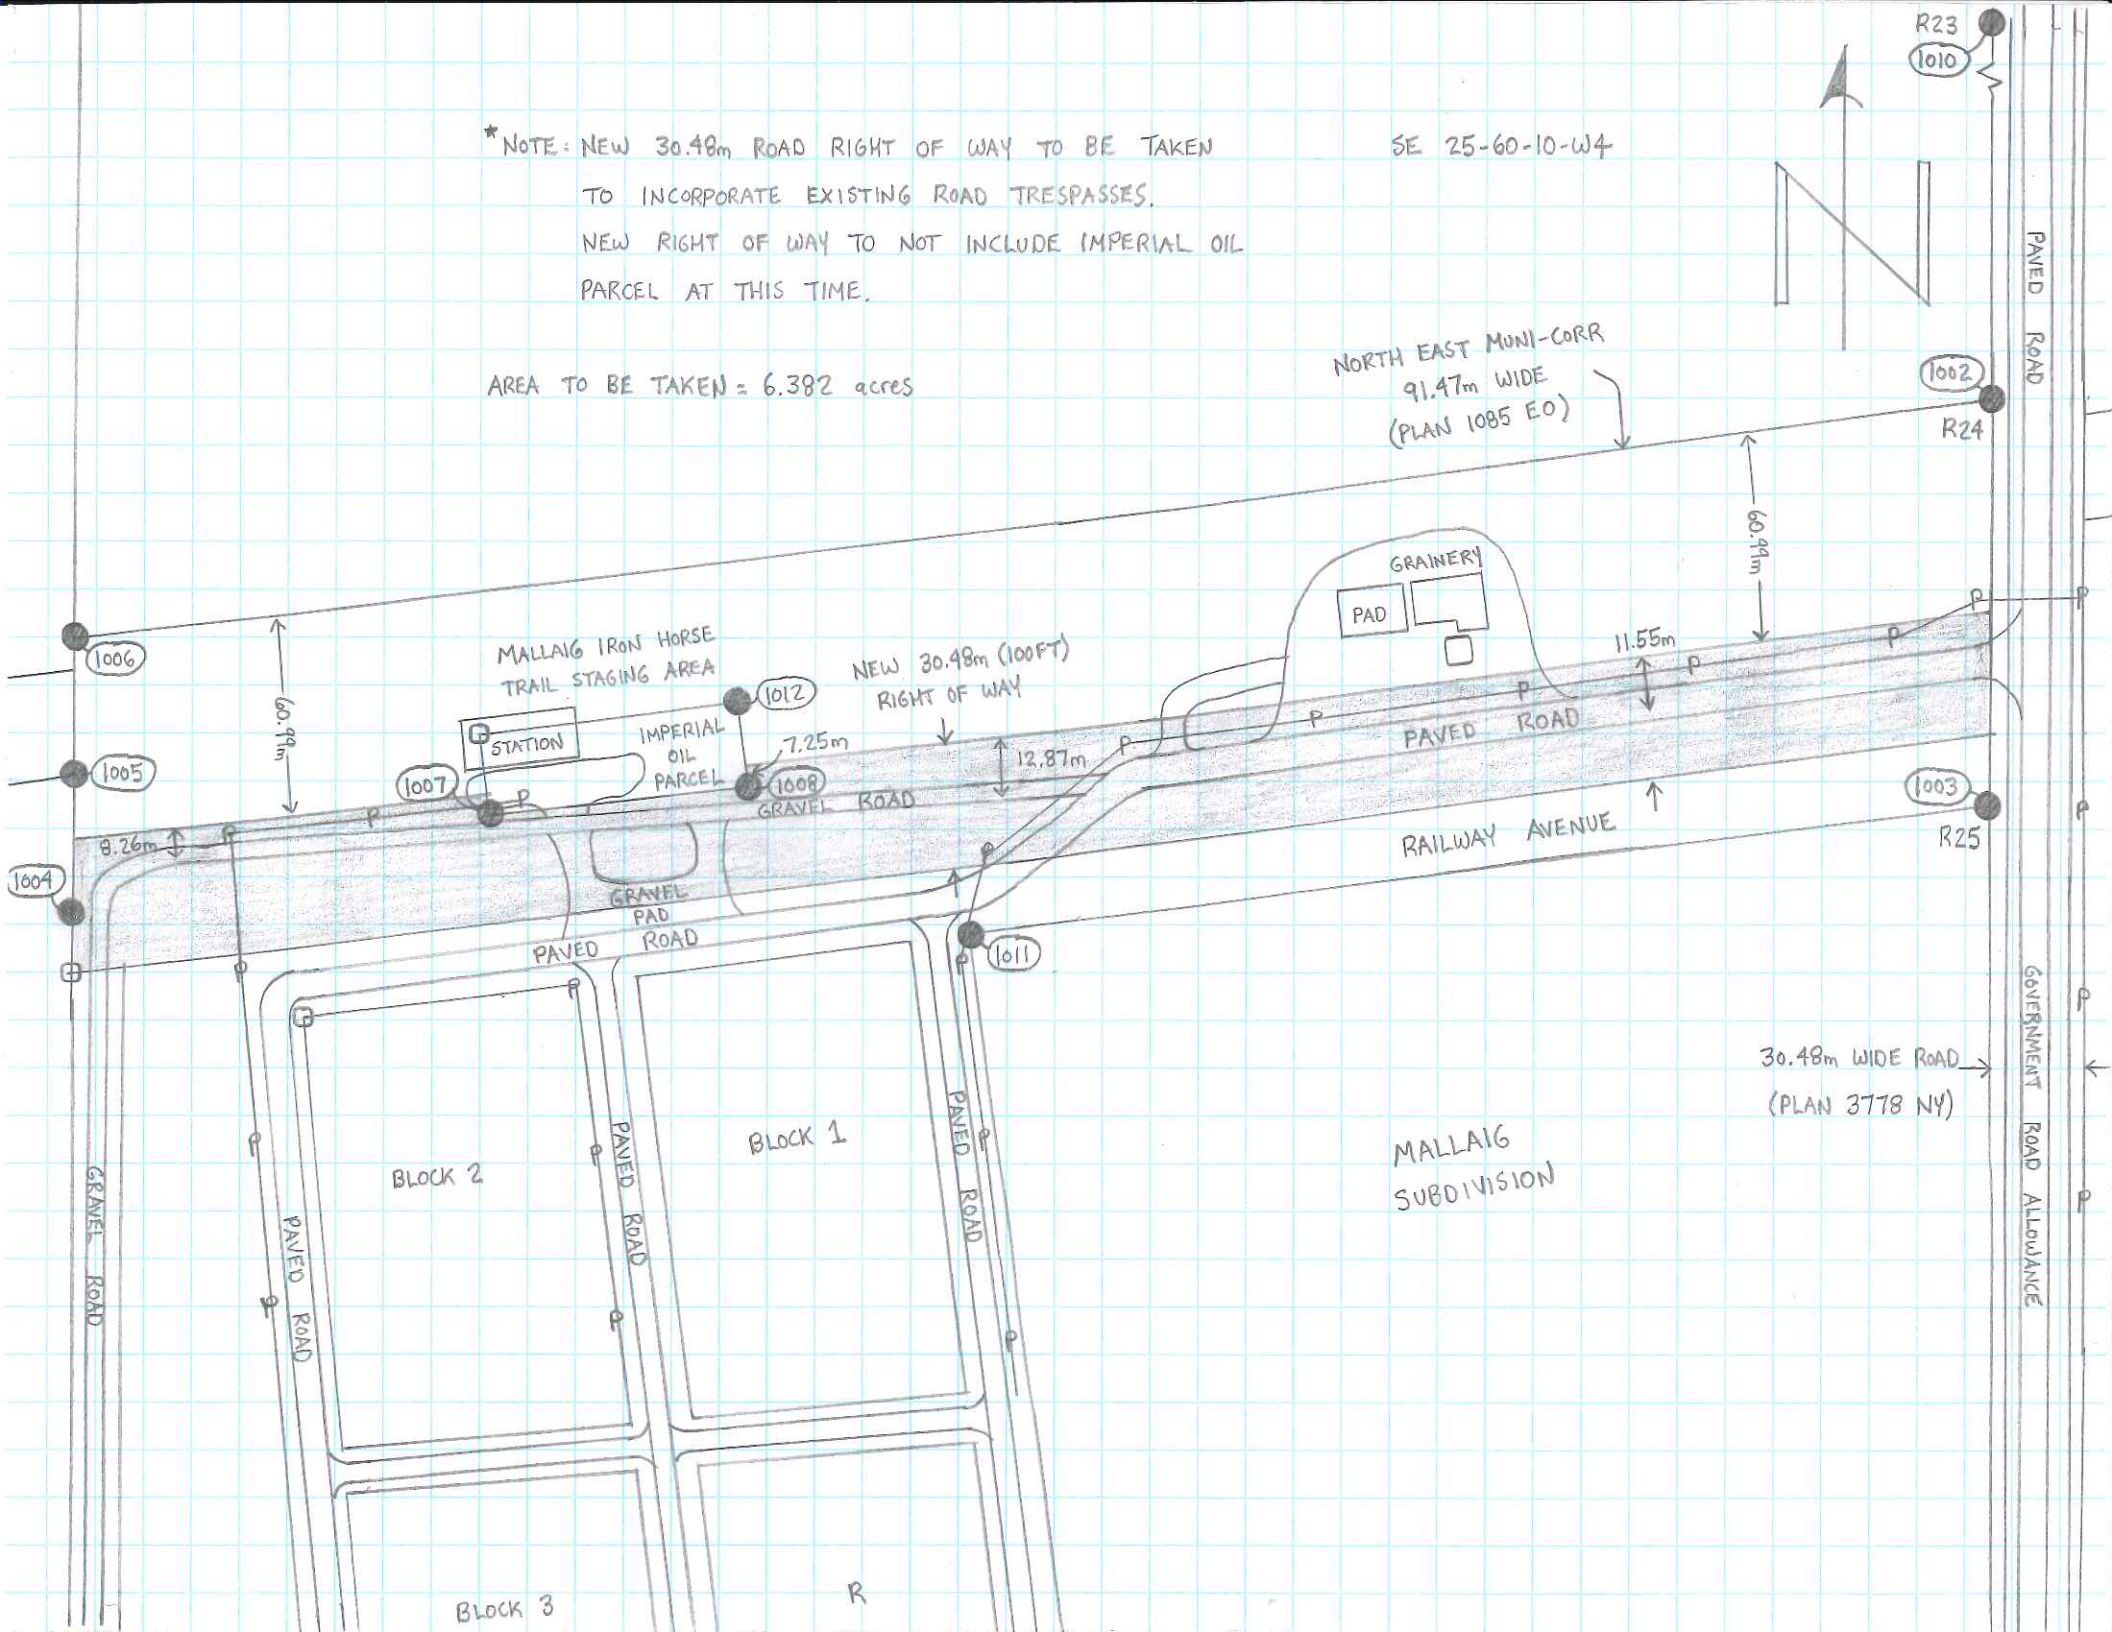 R23
1010
*NOTE: NEW 30.48m ROAD RIGHT OF WAY TO BE TAKEN
TO INCORPORATE EXISTING ROAD TRESPASSES.
NEW RIGHT OF WAY TO NOT INCLUDE IMPERIAL OIL
PARCEL AT THIS TIME.
SE 25-60-10-W4
N
PAVED ROAD
AREA TO BE TAKEN = 6.382 acres
NORTH EAST MUNI-CORR
91.47m WIDE
(PLAN 1085 EO)
1002
R24
60.99m
GRAINERY
PAD
1006
MALLAIG IRON HORSE
TRAIL STAGING AREA
60.99m
1012
NEW 30.48m (100FT)
RIGHT OF WAY
11.55m
P
P
P
P
P
P
P
STATION
IMPERIAL
OIL
PARCEL
7.25m
12.87m
PAVED ROAD
1005
1007
1008
P
P
P
GRAVEL ROAD
8.26m
1004
GRAVEL
PAD
P
RAILWAY AVENUE
1003
R25
P
PAVED ROAD
1011
P
P
P
P
GOVERNMENT ROAD ALLOWANCE
30.48m WIDE ROAD
(PLAN 3778 NY)
MALLAIG
SUBDIVISION
GRAVEL ROAD
PAVED ROAD
BLOCK 2
PAVED ROAD
BLOCK 1
PAVED ROAD
P
P
P
P
P
P
P
P
BLOCK 3
R